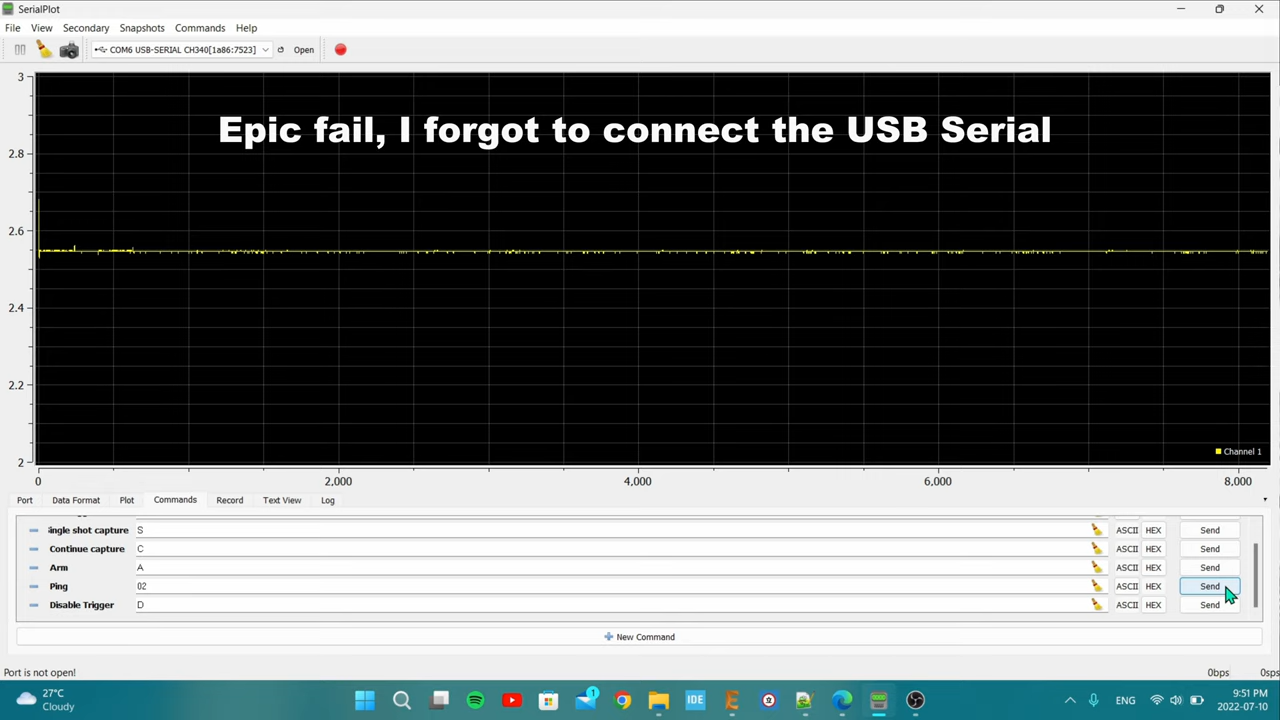 SerialPlot
File View Secondary Snapshots Commands Help
COM6 USB-SERIAL CH340[1a86:7523] Open
Epic fail, I forgot to connect the USB Serial
3
2.8
2.6
2.4
2.2
2
Channel 1
0 2,000 4,000 6,000 8,000
Port Data Format Plot Commands Record Text View Log
ingle shot capture S ASCII HEX Send
Continue capture C ASCII HEX Send
Arm A ASCII HEX Send
Ping 02 ASCII HEX Send
Disable Trigger D ASCII HEX Send
New Command
Port is not open! 0bps 0sps
27°C
Cloudy
1
IDE
ENG
9:51 PM
2022-07-10